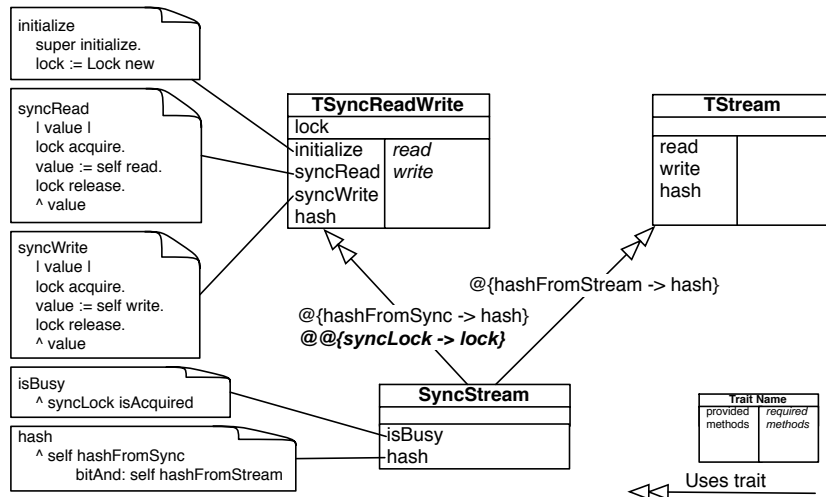 initialize
super initialize.
lock := Lock new
syncRead
| value |
lock acquire.
value := self read.
lock release.
^ value
syncWrite
| value |
lock acquire.
value := self write.
lock release.
^ value
isBusy
^ syncLock isAcquired
hash
^ self hashFromSync
bitAnd: self hashFromStream
TSyncReadWrite
lock
initialize
syncRead
syncWrite
hash
read
write
TStream
read
write
hash
@{hashFromSync -> hash}
@@{syncLock -> lock}
@{hashFromStream -> hash}
SyncStream
isBusy
hash
Trait Name
provided
methods
required
methods
Uses trait